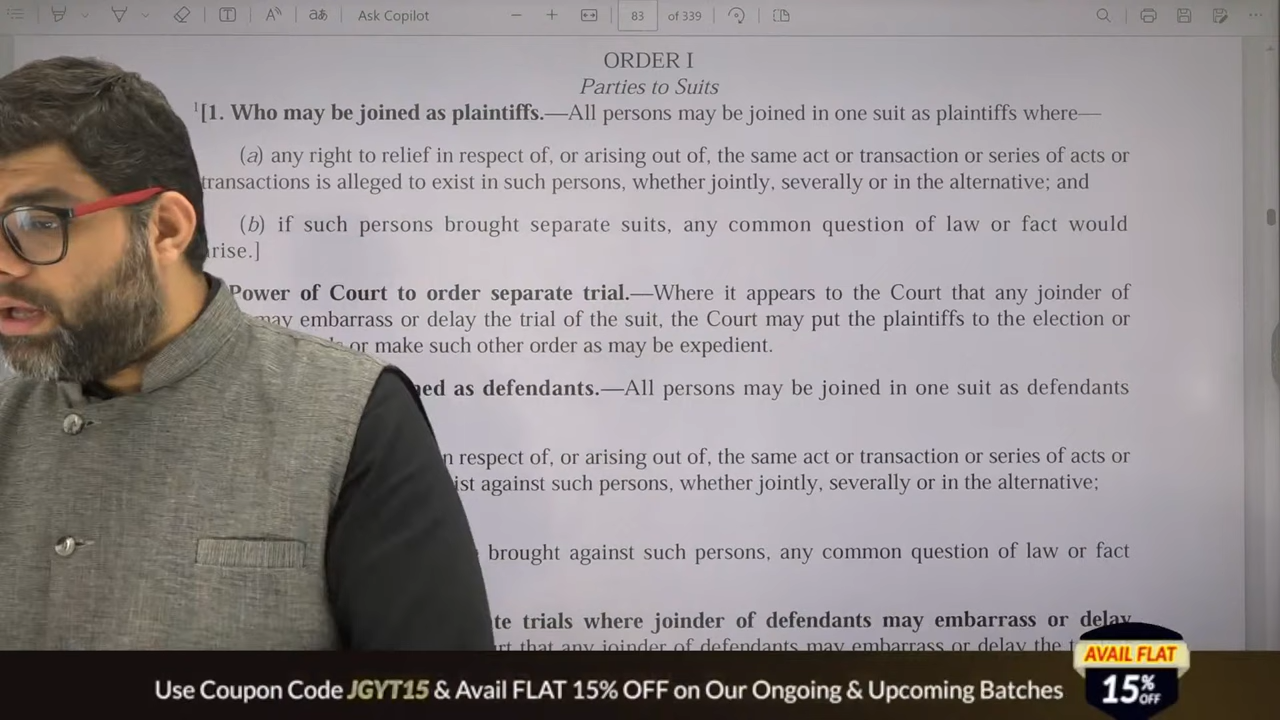 Ask Copilot
83 of 339
ORDER I
Parties to Suits
1[1. Who may be joined as plaintiffs.—All persons may be joined in one suit as plaintiffs where—
(a) any right to relief in respect of, or arising out of, the same act or transaction or series of acts or
transactions is alleged to exist in such persons, whether jointly, severally or in the alternative; and
(b) if such persons brought separate suits, any common question of law or fact would
rise.]
Power of Court to order separate trial.—Where it appears to the Court that any joinder of
may embarrass or delay the trial of the suit, the Court may put the plaintiffs to the election or
or make such other order as may be expedient.
as defendants.—All persons may be joined in one suit as defendants
respect of, or arising out of, the same act or transaction or series of acts or
against such persons, whether jointly, severally or in the alternative;
brought against such persons, any common question of law or fact
trials where joinder of defendants may embarrass or delay
that any joinder of defendants may embarrass or delay the
AVAIL FLAT
15% OFF
Use Coupon Code JGYT15 & Avail FLAT 15% OFF on Our Ongoing & Upcoming Batches